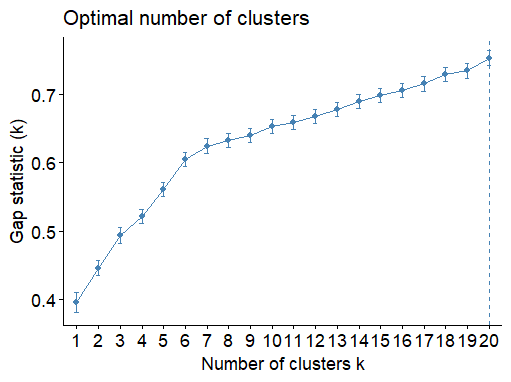 Optimal number of clusters
Gap statistic (k)
0.7
0.6
0.5
0.4
1 2 3 4 5 6 7 8 9 10 11 12 13 14 15 16 17 18 19 20
Number of clusters k